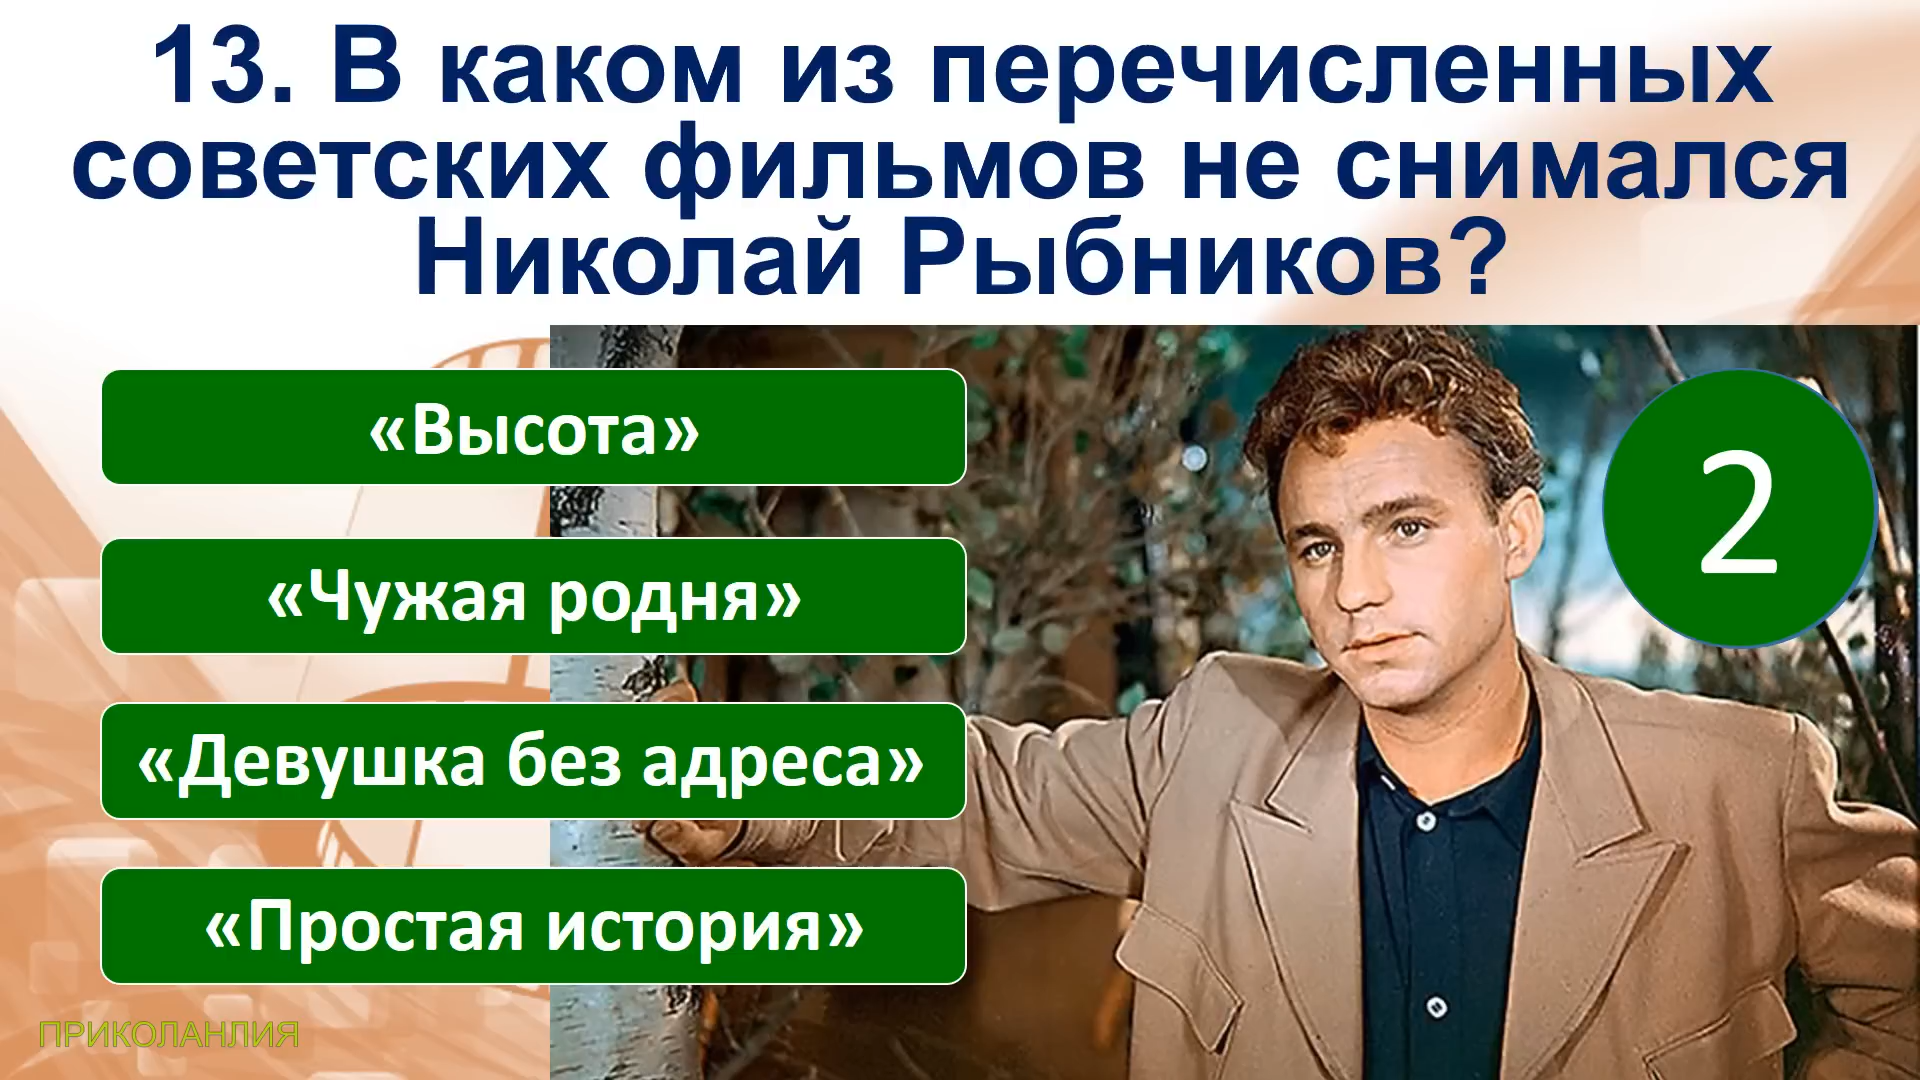 13. В каком из перечисленных
советских фильмов не снимался
Николай Рыбников?
«Высота»
2
«Чужая родня»
«Девушка без адреса»
«Простая история»
ПРИКОЛАНЛИЯ